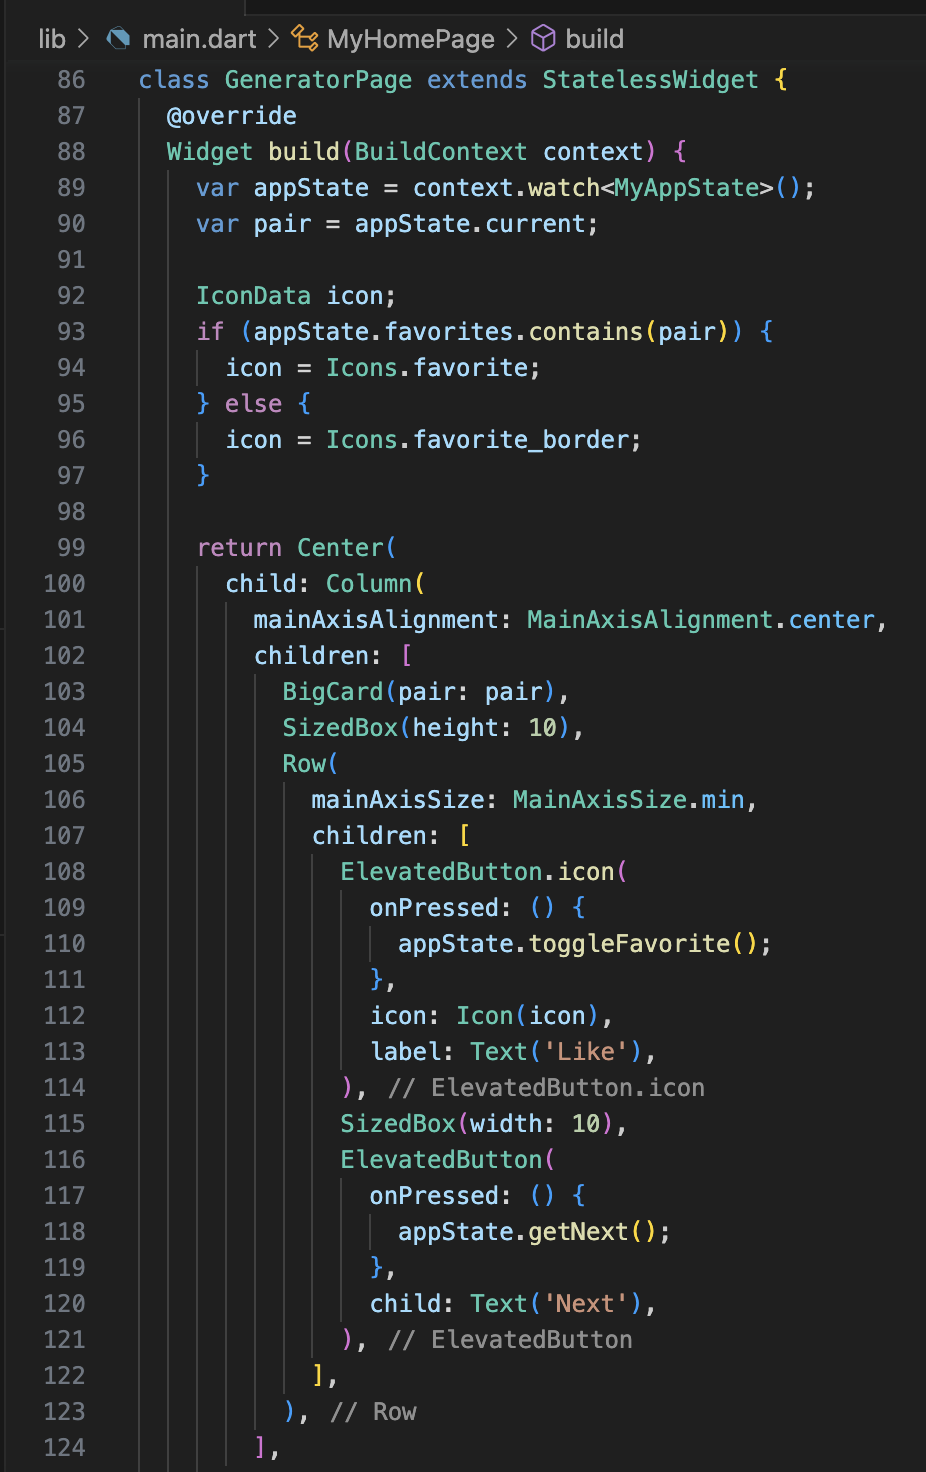 lib > main.dart > MyHomePage > build
86 class GeneratorPage extends StatelessWidget {
87 @override
88 Widget build(BuildContext context) {
89 var appState = context.watch<MyAppState>();
90 var pair = appState.current;
91
92 IconData icon;
93 if (appState.favorites.contains(pair)) {
94 icon = Icons.favorite;
95 } else {
96 icon = Icons.favorite_border;
97 }
98
99 return Center(
100 child: Column(
101 mainAxisAlignment: MainAxisAlignment.center,
102 children: [
103 BigCard(pair: pair),
104 SizedBox(height: 10),
105 Row(
106 mainAxisSize: MainAxisSize.min,
107 children: [
108 ElevatedButton.icon(
109 onPressed: () {
110 appState.toggleFavorite();
111 },
112 icon: Icon(icon),
113 label: Text('Like'),
114 ), // ElevatedButton.icon
115 SizedBox(width: 10),
116 ElevatedButton(
117 onPressed: () {
118 appState.getNext();
119 },
120 child: Text('Next'),
121 ), // ElevatedButton
122 ],
123 ), // Row
124 ],